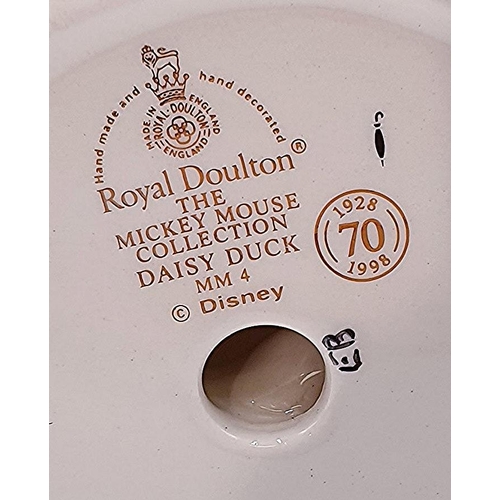 Hand made and hand decorated
MADE IN ENGLAND
ROYAL-DOULTON
ENGLAND
Royal Doulton®
THE
MICKEY MOUSE
COLLECTION
DAISY DUCK
MM 4
© Disney
1928
70
1998
EB